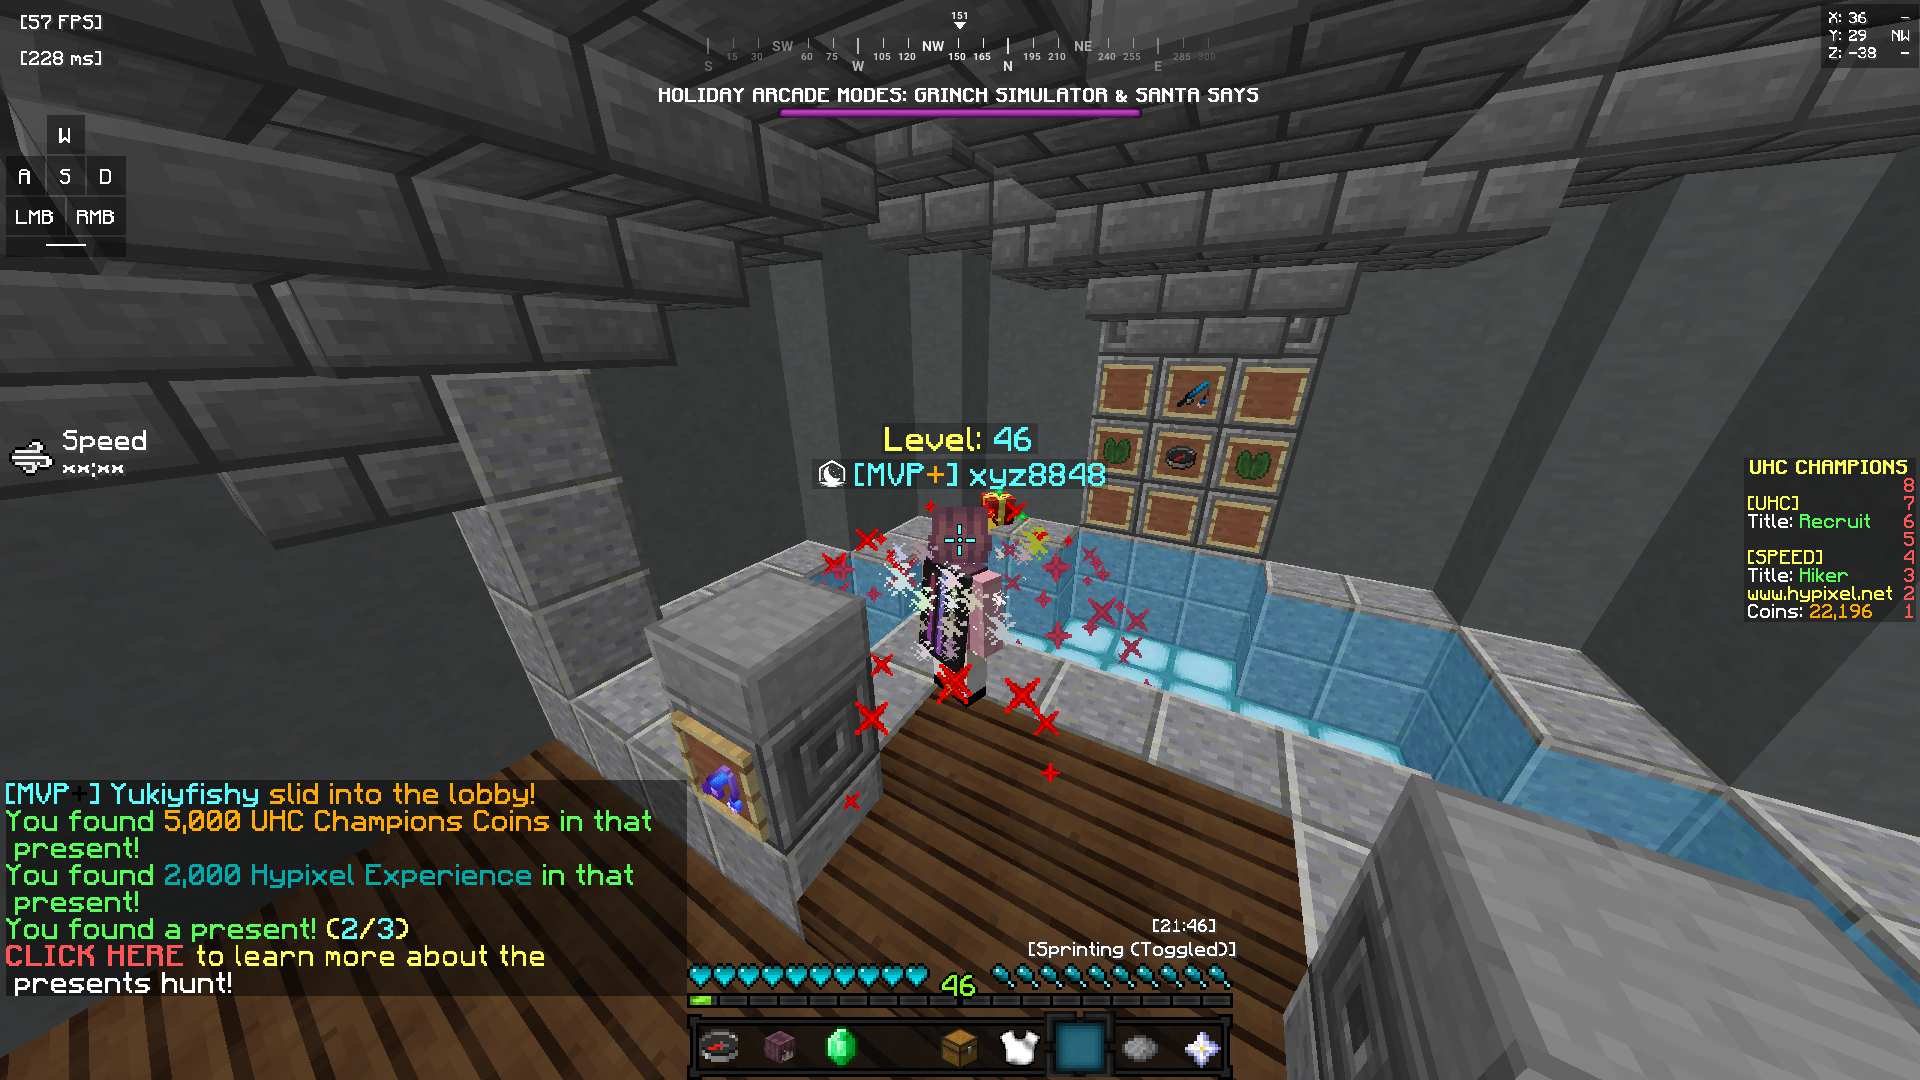 [57 FPS]
[228 ms]
151
SW NW NE
S 15 30 60 75 W 105 120 150 165 N 195 210 240 255 E 285 300
HOLIDAY ARCADE MODES: GRINCH SIMULATOR & SANTA SAYS
X: 36 -
Y: 29 NW
Z: -38 -
W
A S D
LMB RMB
Speed
**:**
Level: 46
[MVP+] xyz8848
UHC CHAMPIONS
8
[UHC] 7
Title: Recruit 6
5
[SPEED] 4
Title: Hiker 3
www.hypixel.net 2
Coins: 22,196 1
[MVP+] Yukiyfishy slid into the lobby!
You found 5,000 UHC Champions Coins in that
present!
You found 2,000 Hypixel Experience in that
present!
You found a present! (2/3)
CLICK HERE to learn more about the
presents hunt!
[21:46]
[Sprinting (Toggled)]
46